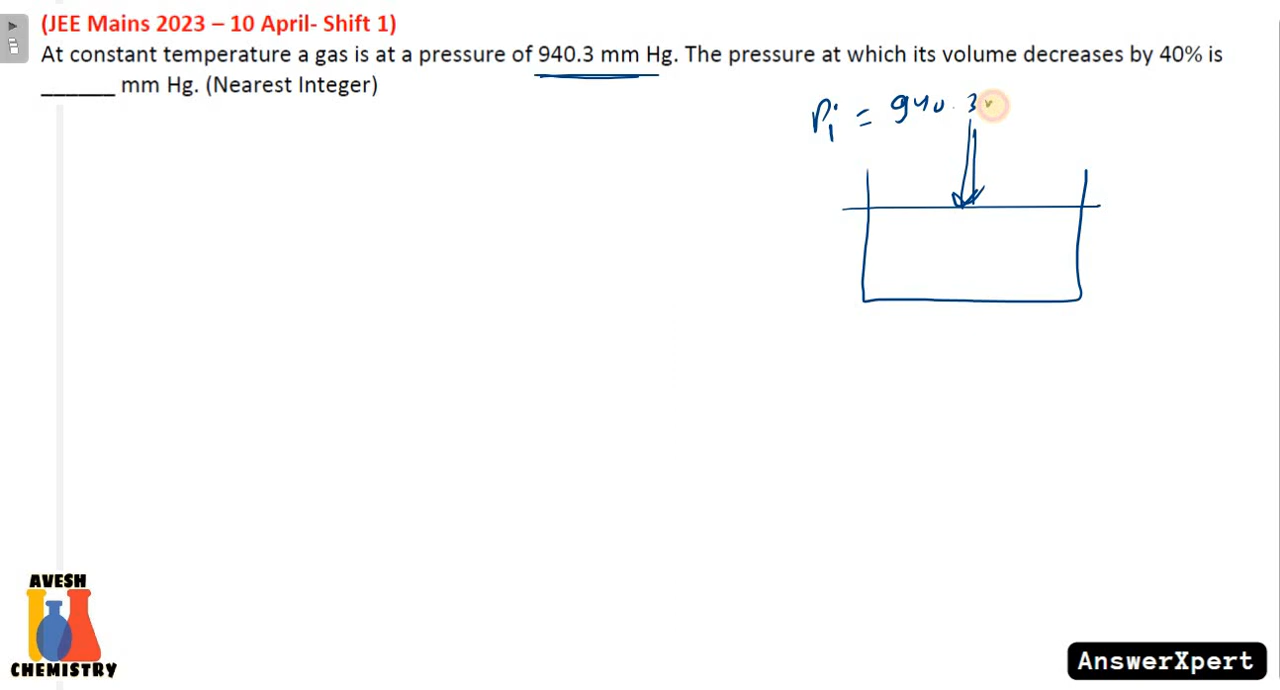 (JEE Mains 2023 – 10 April- Shift 1)
At constant temperature a gas is at a pressure of 940.3 mm Hg. The pressure at which its volume decreases by 40% is
______ mm Hg. (Nearest Integer)
P₁ = 940.3
AVESH
CHEMISTRY
AnswerXpert